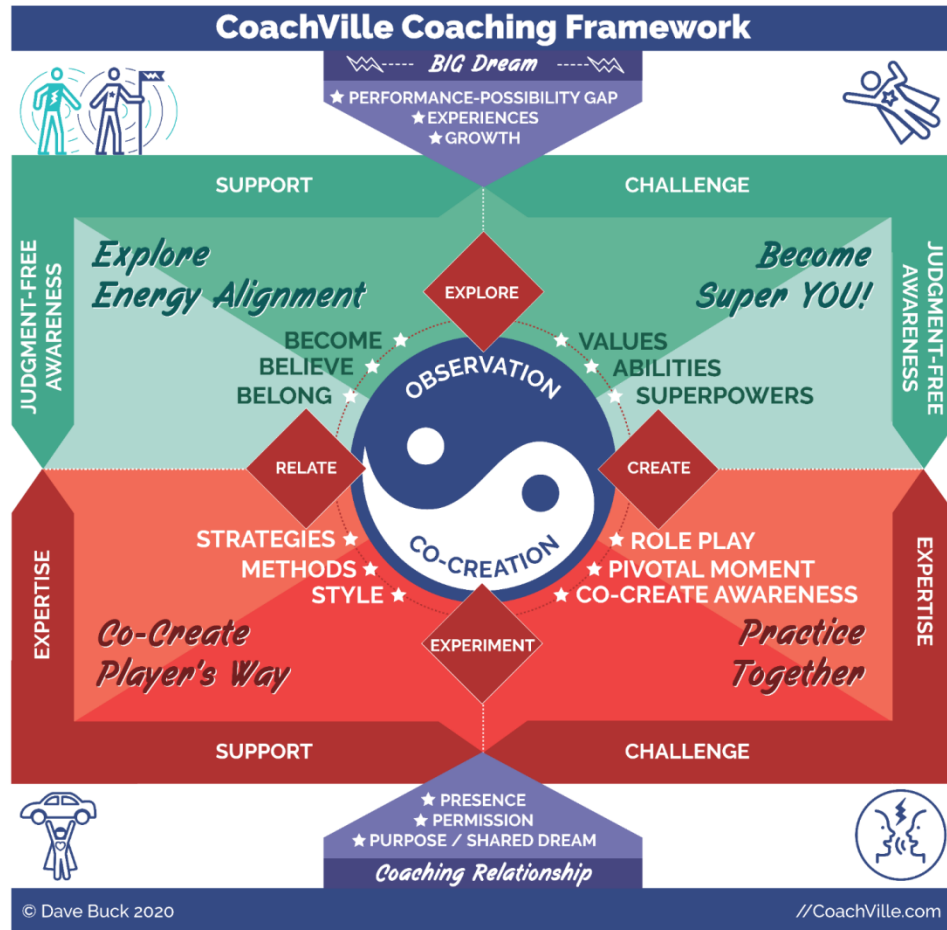 CoachVille Coaching Framework
BIG Dream
PERFORMANCE-POSSIBILITY GAP
EXPERIENCES
GROWTH
SUPPORT
CHALLENGE
JUDGMENT-FREE
AWARENESS
JUDGMENT-FREE
AWARENESS
Explore
Energy Alignment
Become
Super YOU!
EXPLORE
BECOME
BELIEVE
BELONG
VALUES
ABILITIES
SUPERPOWERS
OBSERVATION
RELATE
CREATE
CO-CREATION
STRATEGIES
METHODS
STYLE
ROLE PLAY
PIVOTAL MOMENT
CO-CREATE AWARENESS
EXPERTISE
EXPERTISE
EXPERIMENT
Co-Create
Player's Way
Practice
Together
SUPPORT
CHALLENGE
PRESENCE
PERMISSION
PURPOSE / SHARED DREAM
Coaching Relationship
© Dave Buck 2020
//CoachVille.com